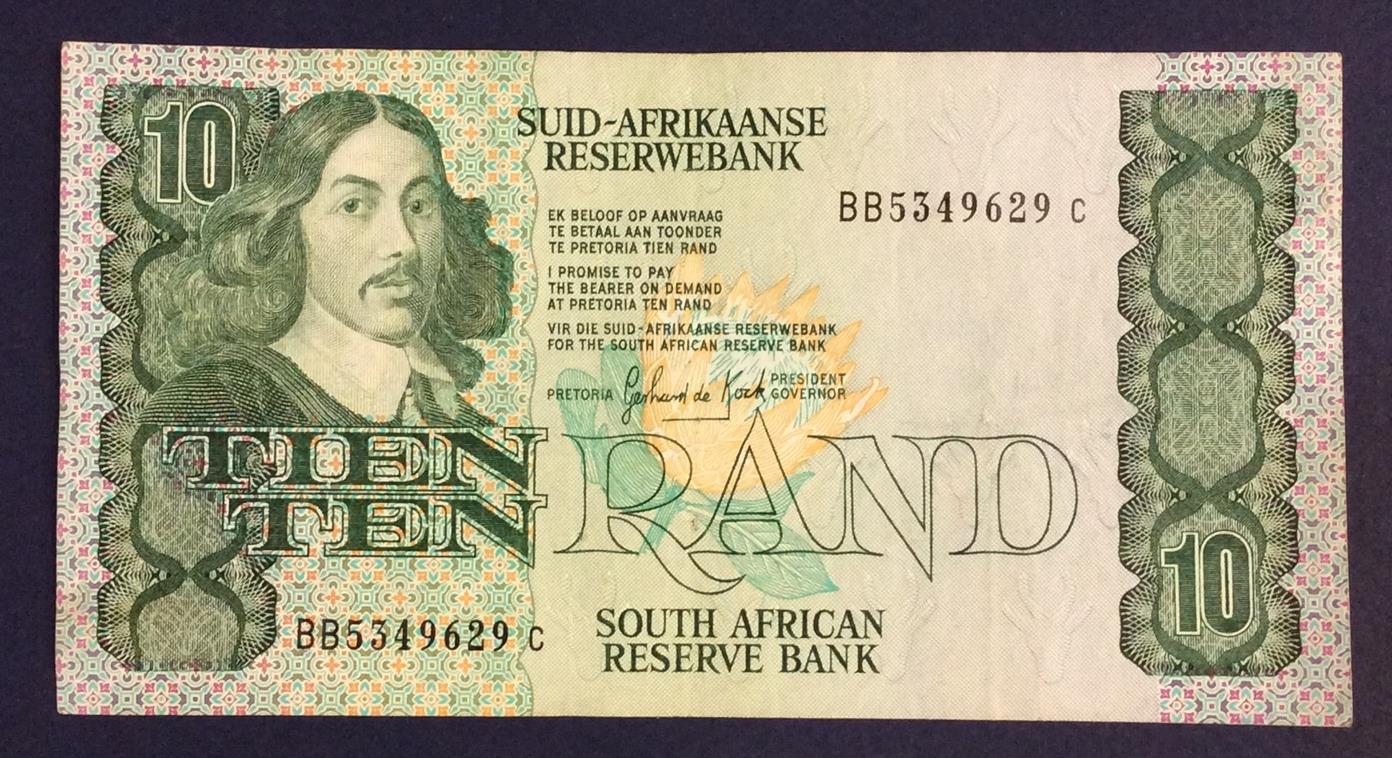 10
SUID-AFRIKAANSE
RESERWEBANK
BB5349629 C
EK BELOOF OP AANVRAAG
TE BETAAL AAN TOONDER
TE PRETORIA TIEN RAND
I PROMISE TO PAY
THE BEARER ON DEMAND
AT PRETORIA TEN RAND
VIR DIE SUID-AFRIKAANSE RESERWEBANK
FOR THE SOUTH AFRICAN RESERVE BANK
PRETORIA Gerhard de Kock PRESIDENT
GOVERNOR
TIEN
TEN RAND
10
BB5349629 C
SOUTH AFRICAN
RESERVE BANK